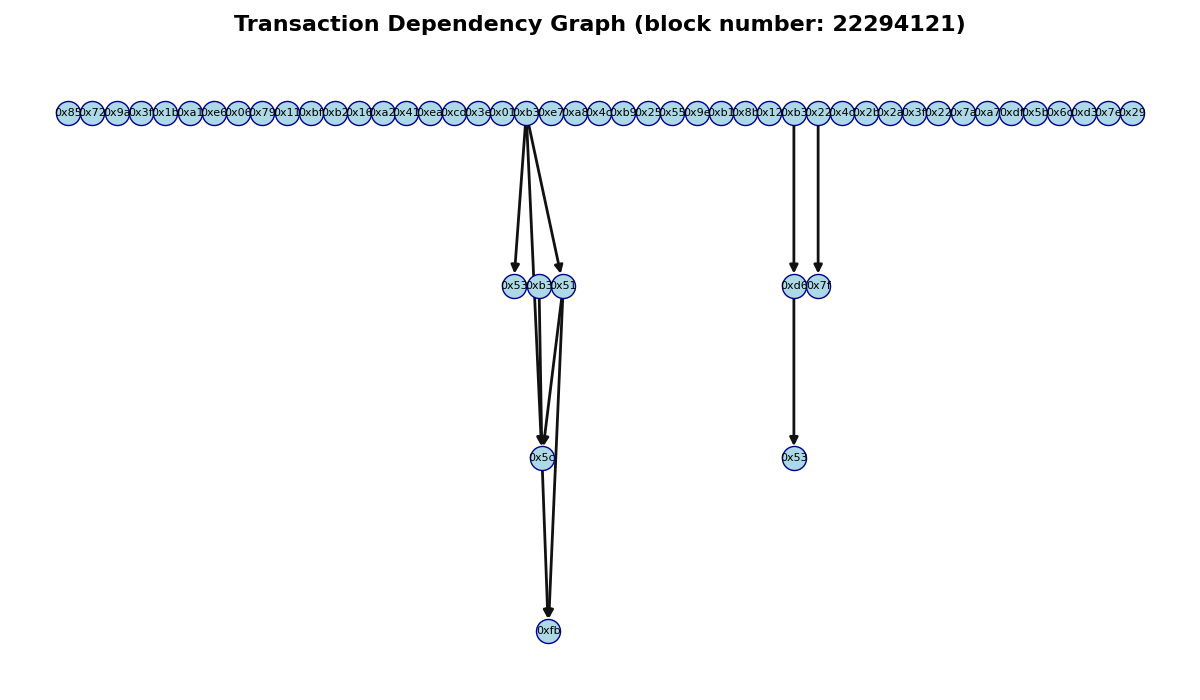 Transaction Dependency Graph (block number: 22294121)
0x85 0x72 0x9a 0x3f 0x1b 0xa1 0xe6 0x06 0x79 0x11 0xbf 0xb2 0x16 0xa2 0x41 0xea 0xcd 0x3e 0x01 0xb3 0xe7 0xa8 0x4c 0xb9 0x25 0x55 0x9e 0xb1 0x8b 0x12 0xb3 0x22 0x4d 0x2b 0x2a 0x3f 0x22 0x7a 0xa7 0xdf 0x5b 0x6c 0xd3 0x7e 0x29
0x53 0xb3 0x51 0xd6 0x7f
0x5c 0x53
0xfb